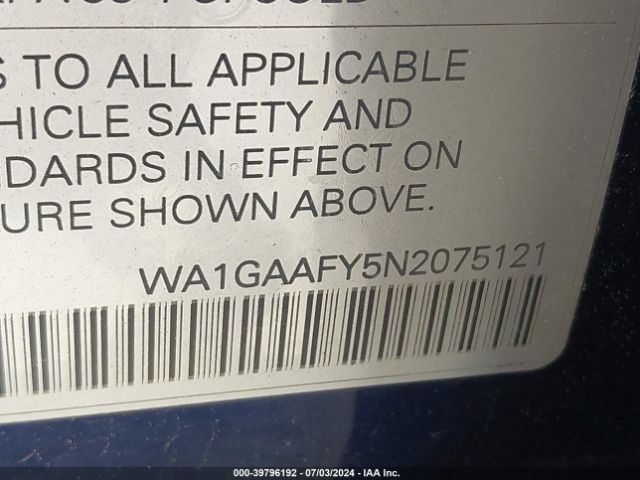 S TO ALL APPLICABLE
HICLE SAFETY AND
NDARDS IN EFFECT ON
URE SHOWN ABOVE.
WA1GAAFY5N2075121
000-39796192 - 07/03/2024 - IAA Inc.